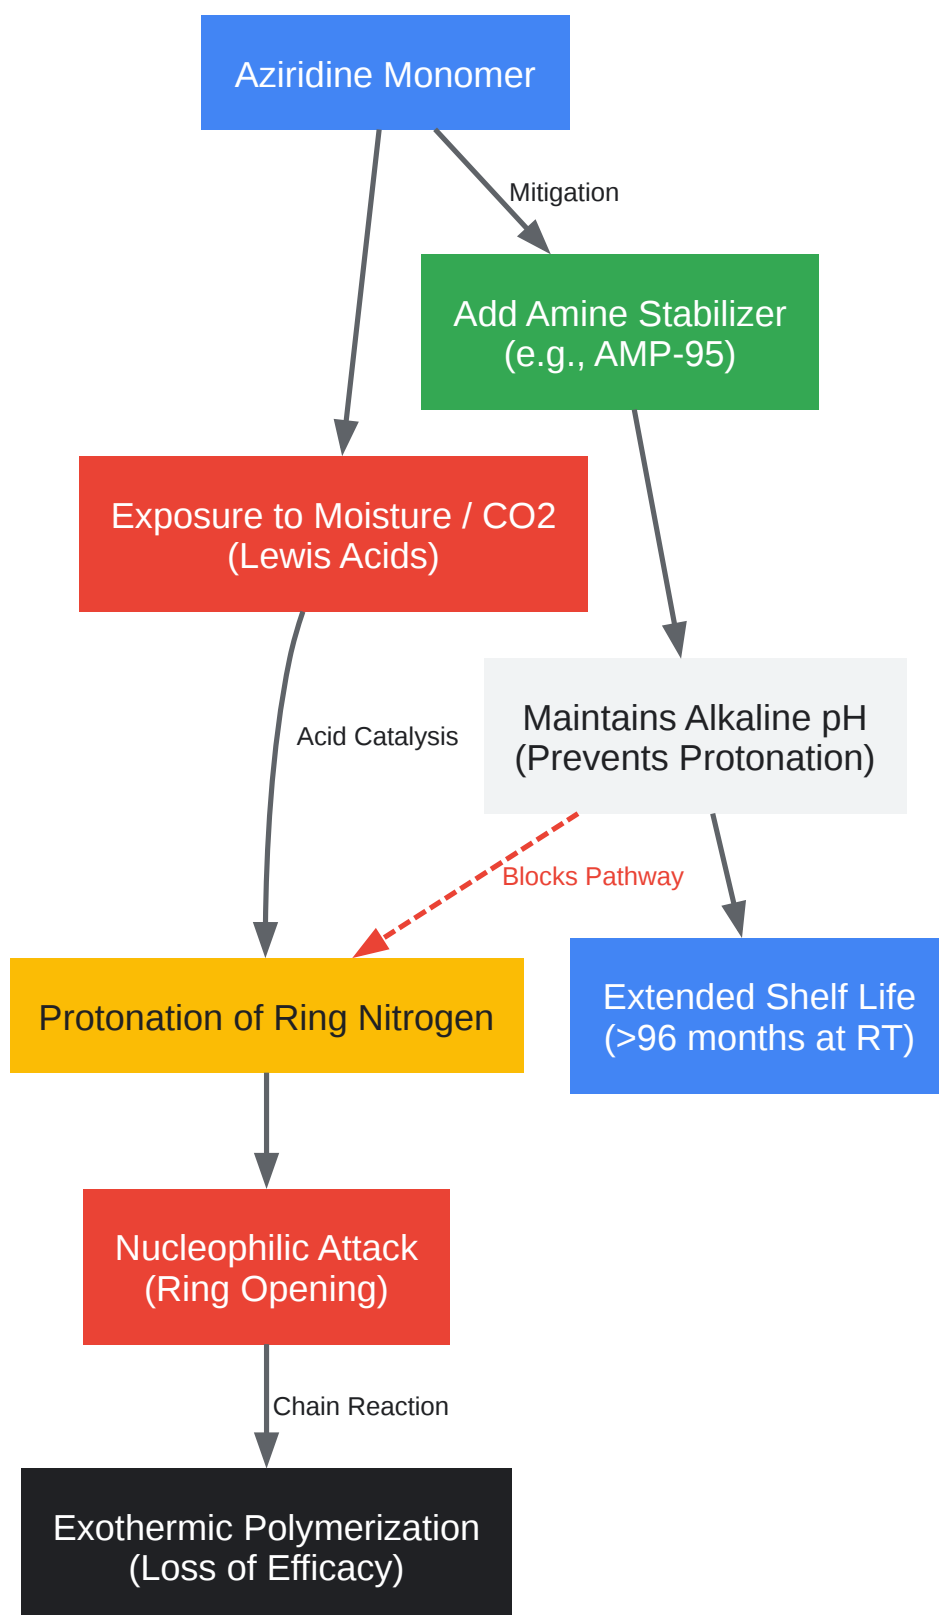 Aziridine Monomer
Mitigation
Add Amine Stabilizer
(e.g., AMP-95)
Exposure to Moisture / CO2
(Lewis Acids)
Maintains Alkaline pH
(Prevents Protonation)
Acid Catalysis
Blocks Pathway
Protonation of Ring Nitrogen
Extended Shelf Life
(>96 months at RT)
Nucleophilic Attack
(Ring Opening)
Chain Reaction
Exothermic Polymerization
(Loss of Efficacy)